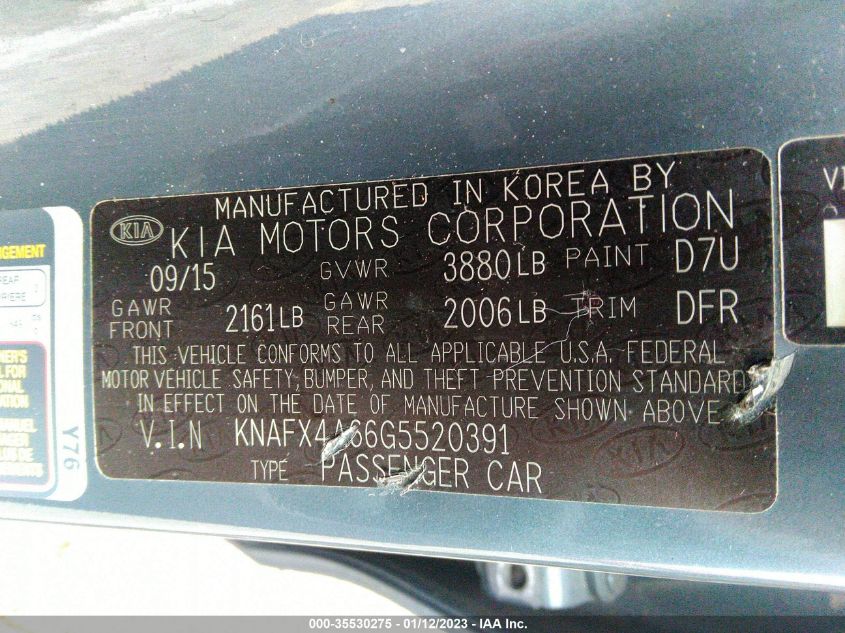 MANUFACTURED IN KOREA BY
KIA
KIA MOTORS CORPORATION
09/15 GVWR 3880LB PAINT D7U
GAWR FRONT 2161LB GAWR REAR 2006LB TRIM DFR
THIS VEHICLE CONFORMS TO ALL APPLICABLE U.S.A. FEDERAL
MOTOR VEHICLE SAFETY, BUMPER, AND THEFT PREVENTION STANDARD
IN EFFECT ON THE DATE OF MANUFACTURE SHOWN ABOVE
V.I.N KNAFX4A66G5520391
TYPE PASSENGER CAR
Y76
000-35530275 - 01/12/2023 - IAA Inc.